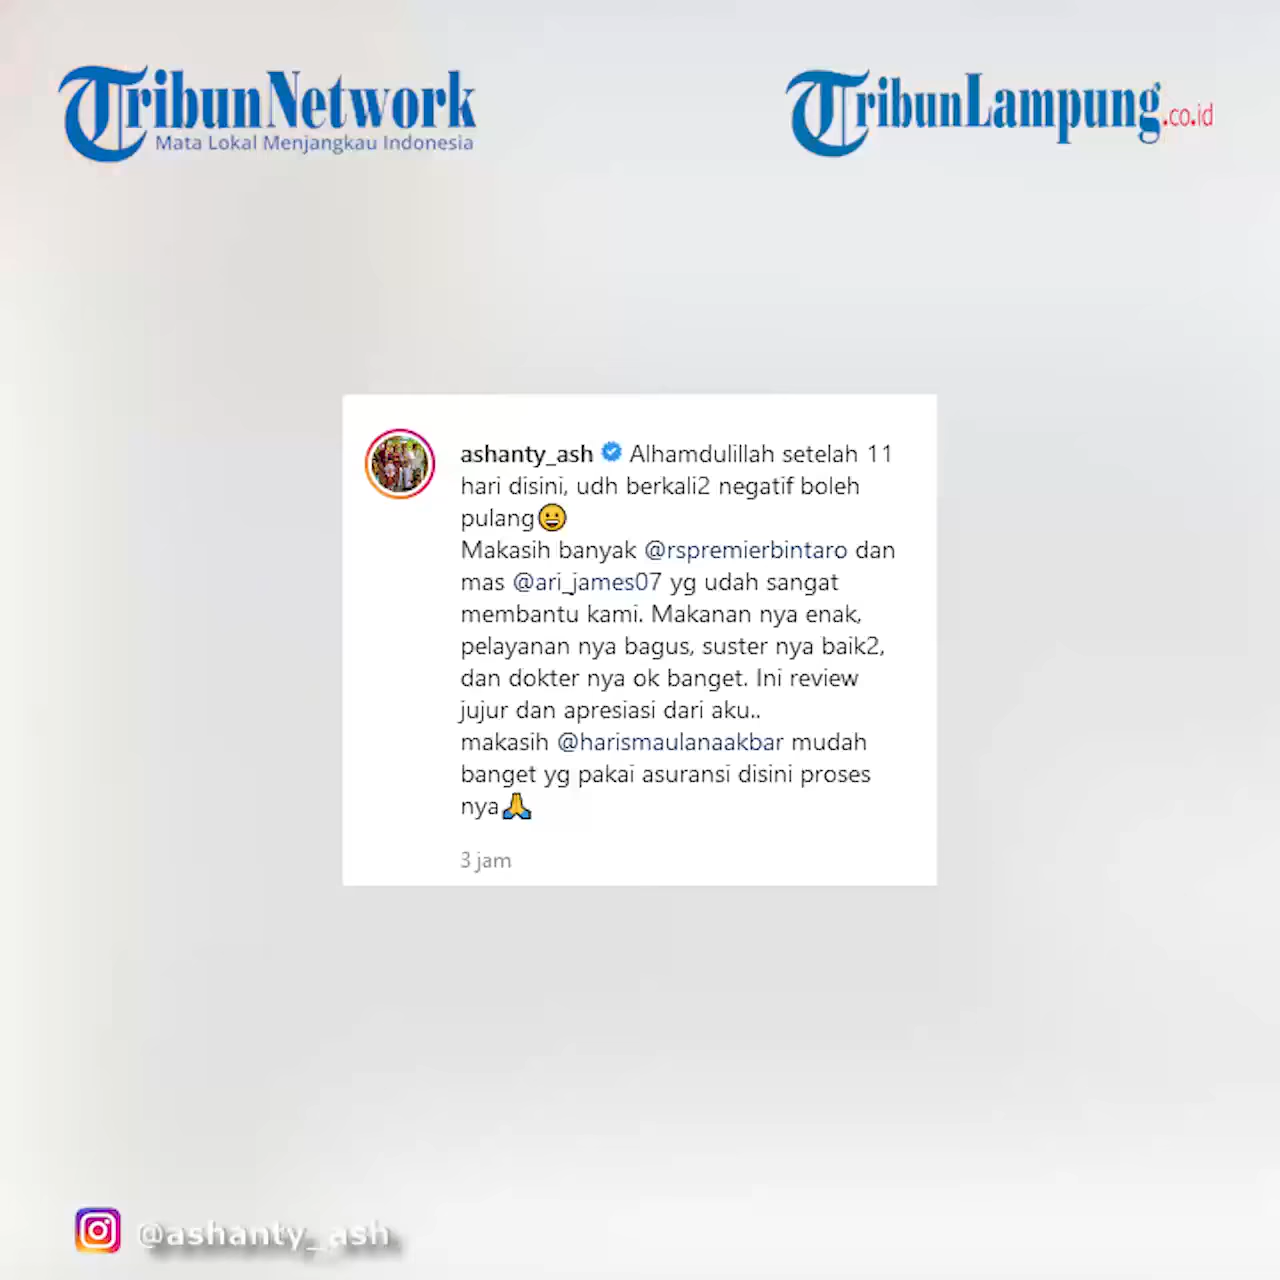 TribunNetwork
Mata Lokal Menjangkau Indonesia
TribunLampung.co.id
ashanty_ash Alhamdulillah setelah 11
hari disini, udh berkali2 negatif boleh
pulang😀
Makasih banyak @rspremierbintaro dan
mas @ari_james07 yg udah sangat
membantu kami. Makanan nya enak,
pelayanan nya bagus, suster nya baik2,
dan dokter nya ok banget. Ini review
jujur dan apresiasi dari aku..
makasih @harismaulanaakbar mudah
banget yg pakai asuransi disini proses
nya🙏
3 jam
@ashanty_ash